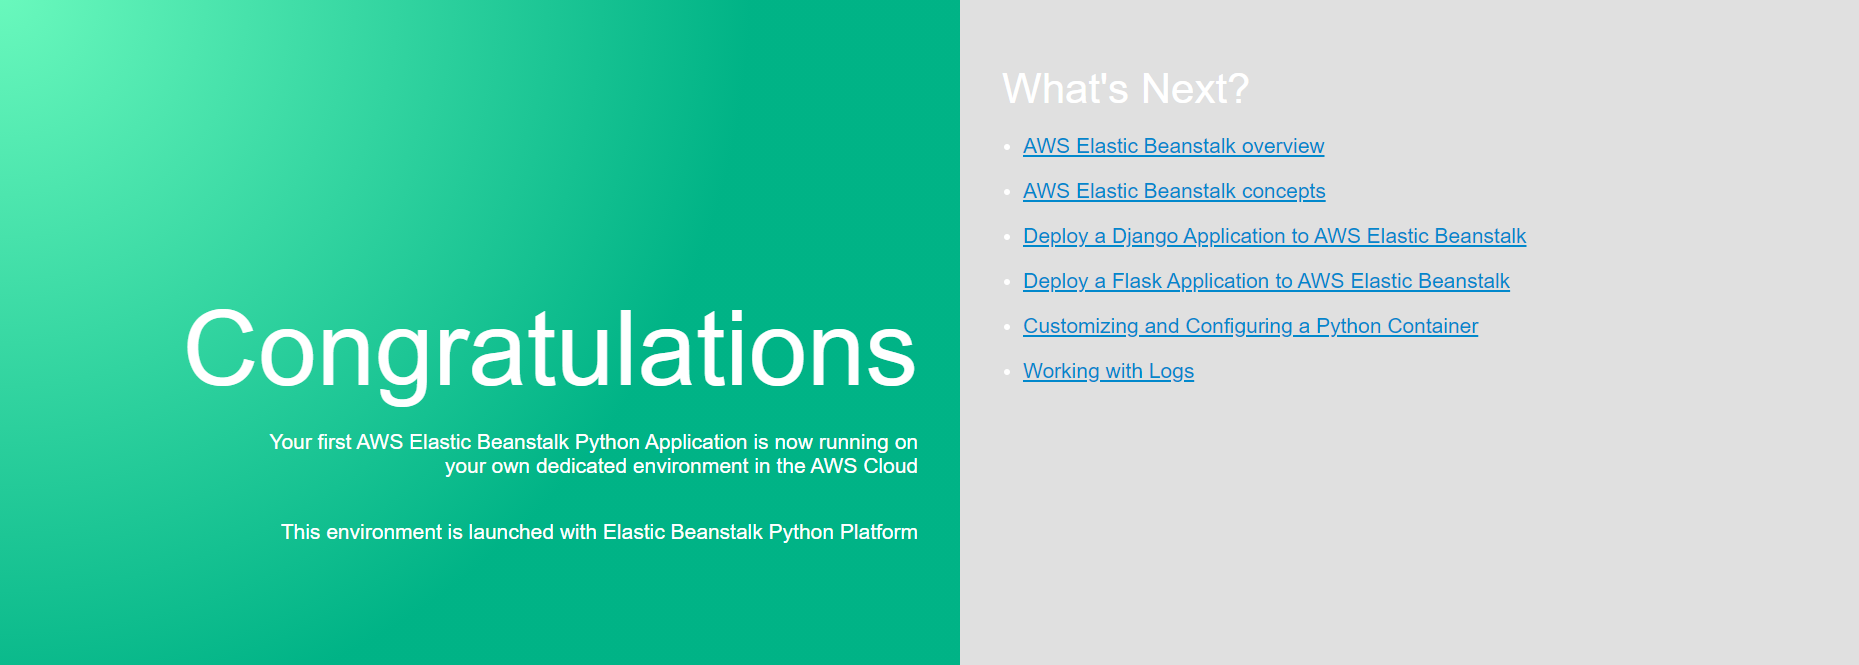 Congratulations
Your first AWS Elastic Beanstalk Python Application is now running on
your own dedicated environment in the AWS Cloud
This environment is launched with Elastic Beanstalk Python Platform
What's Next?
AWS Elastic Beanstalk overview
AWS Elastic Beanstalk concepts
Deploy a Django Application to AWS Elastic Beanstalk
Deploy a Flask Application to AWS Elastic Beanstalk
Customizing and Configuring a Python Container
Working with Logs